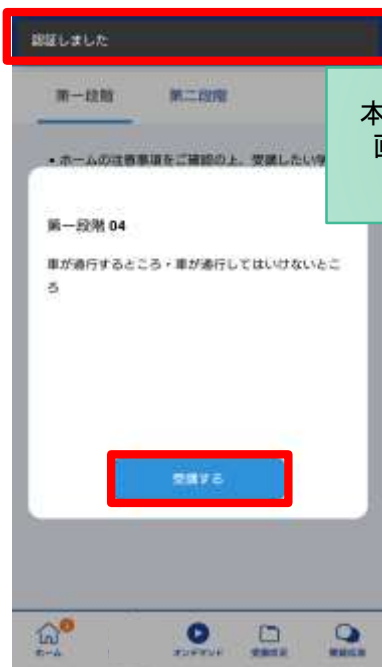 認証しました
第一段階 第二段階
本
画
・ホームの注意事項をご確認の上、受講したい学
第一段階 04
車が通行するところ・車が通行してはいけないとこ
ろ
受講する
ホーム オンデマンド 受講状況